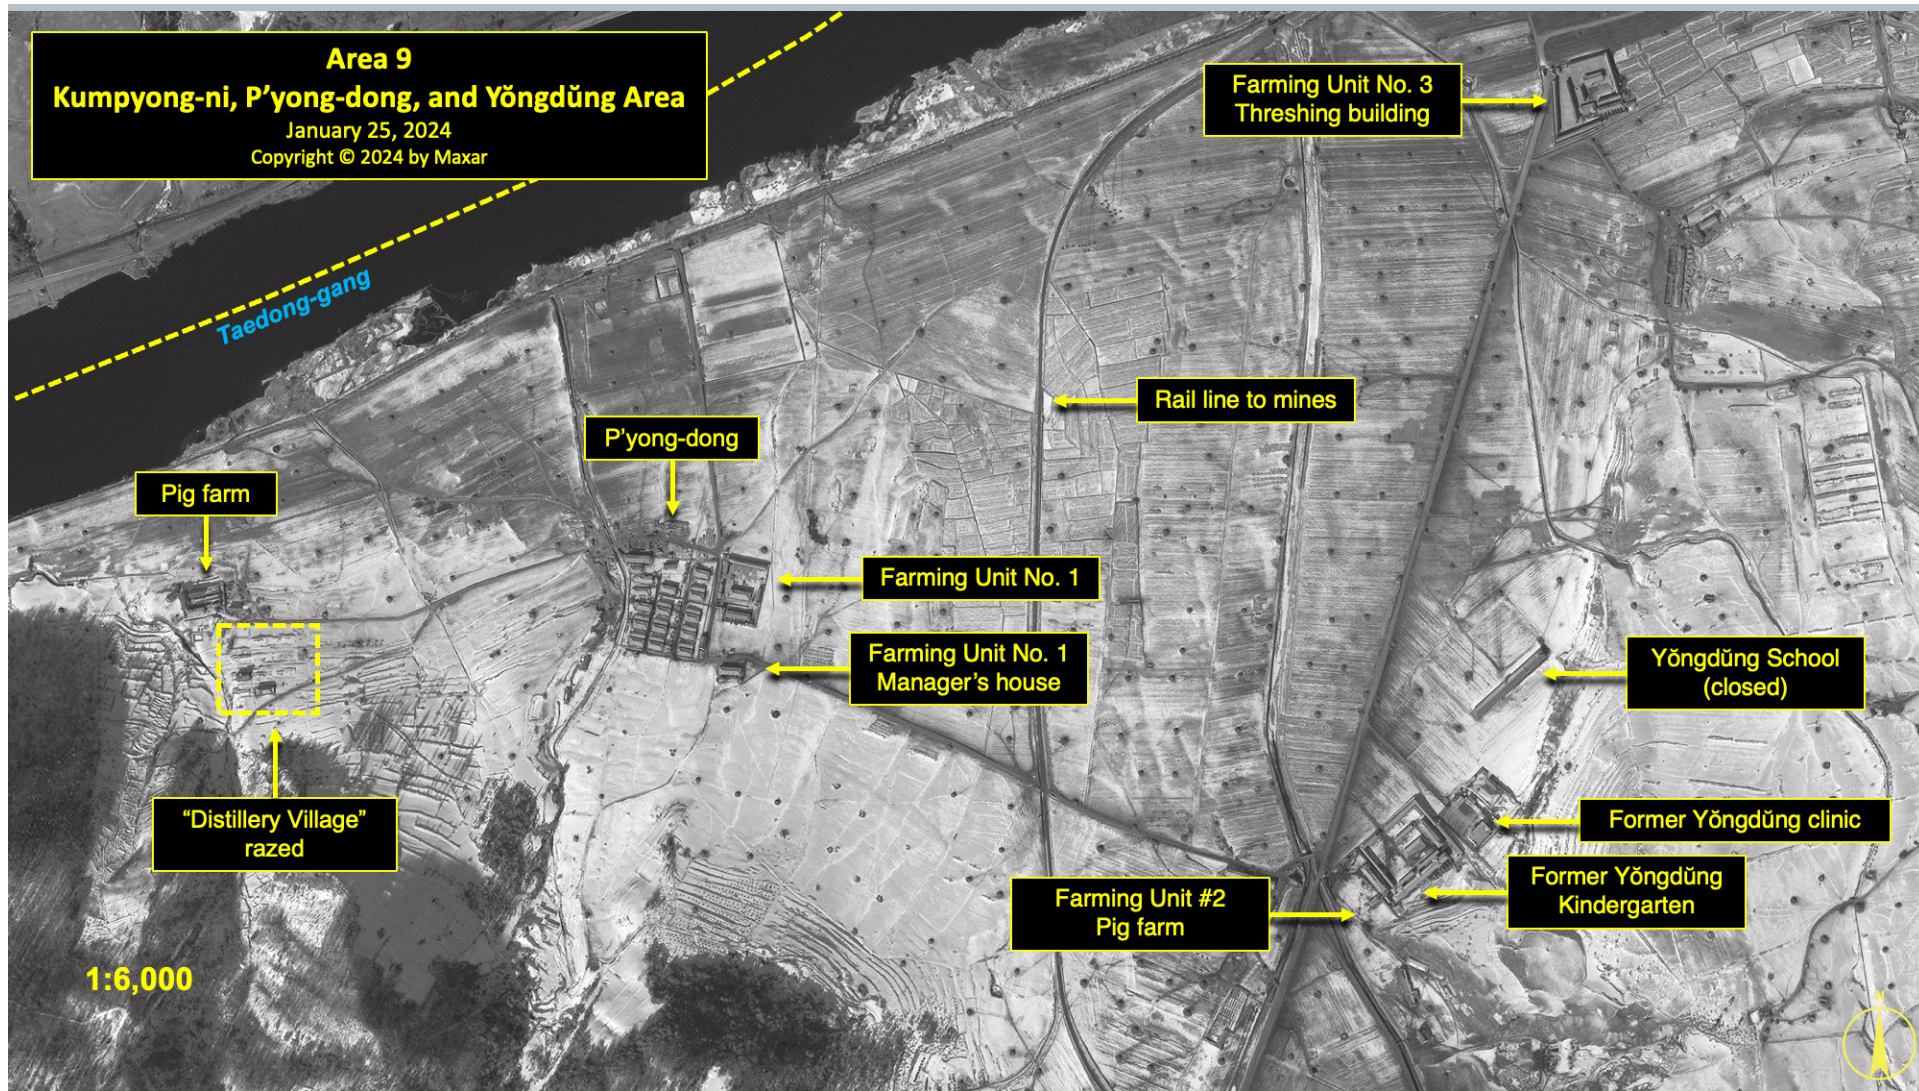 Area 9
Kumpyong-ni, P’yong-dong, and Yŏngdŭng Area
January 25, 2024
Copyright © 2024 by Maxar
Farming Unit No. 3
Threshing building
Taedong-gang
Rail line to mines
P’yong-dong
Pig farm
Farming Unit No. 1
Farming Unit No. 1
Manager’s house
Yŏngdŭng School
(closed)
“Distillery Village”
razed
Former Yŏngdŭng clinic
Former Yŏngdŭng
Kindergarten
Farming Unit #2
Pig farm
1:6,000
N